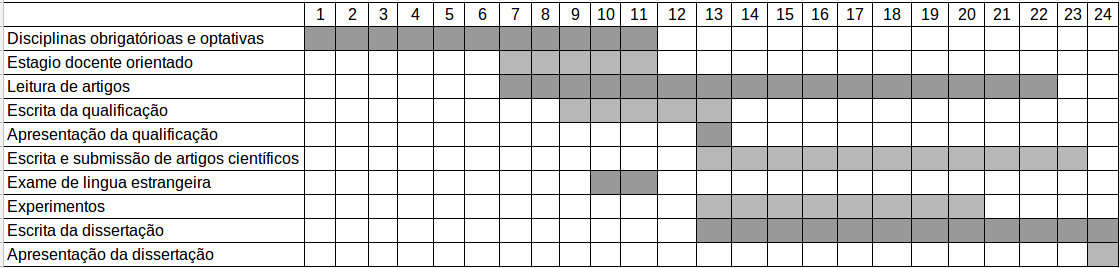 1 2 3 4 5 6 7 8 9 10 11 12 13 14 15 16 17 18 19 20 21 22 23 24
Disciplinas obrigatórioas e optativas
Estagio docente orientado
Leitura de artigos
Escrita da qualificação
Apresentação da qualificação
Escrita e submissão de artigos científicos
Exame de lingua estrangeira
Experimentos
Escrita da dissertação
Apresentação da dissertação